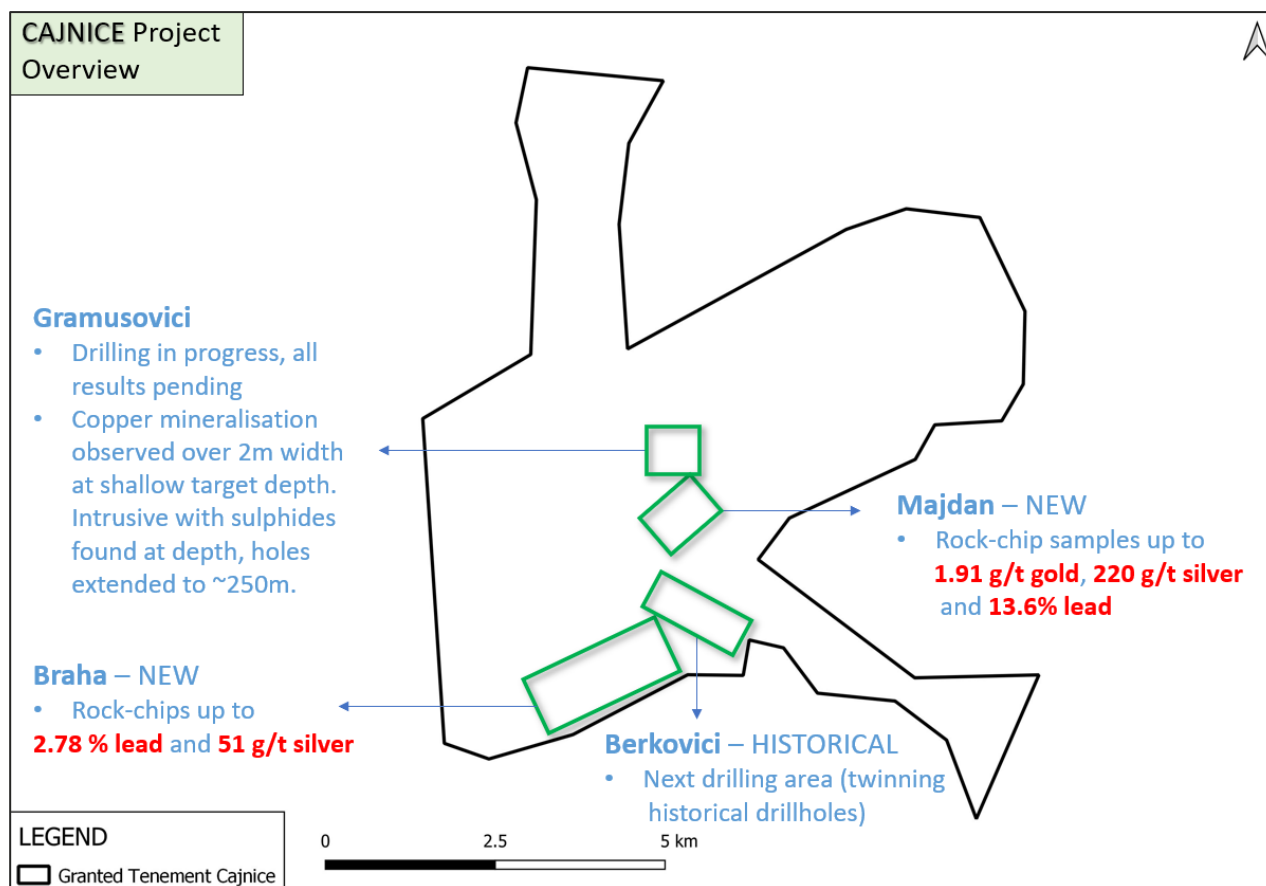 CAJNICE Project
Overview
Gramusovici
• Drilling in progress, all
results pending
• Copper mineralisation
observed over 2m width
at shallow target depth.
Intrusive with sulphides
found at depth, holes
extended to ~250m.
Majdan – NEW
• Rock-chip samples up to
1.91 g/t gold, 220 g/t silver
and 13.6% lead
Braha – NEW
• Rock-chips up to
2.78 % lead and 51 g/t silver
Berkovici – HISTORICAL
• Next drilling area (twinning
historical drillholes)
LEGEND
Granted Tenement Cajnice
0 2.5 5 km